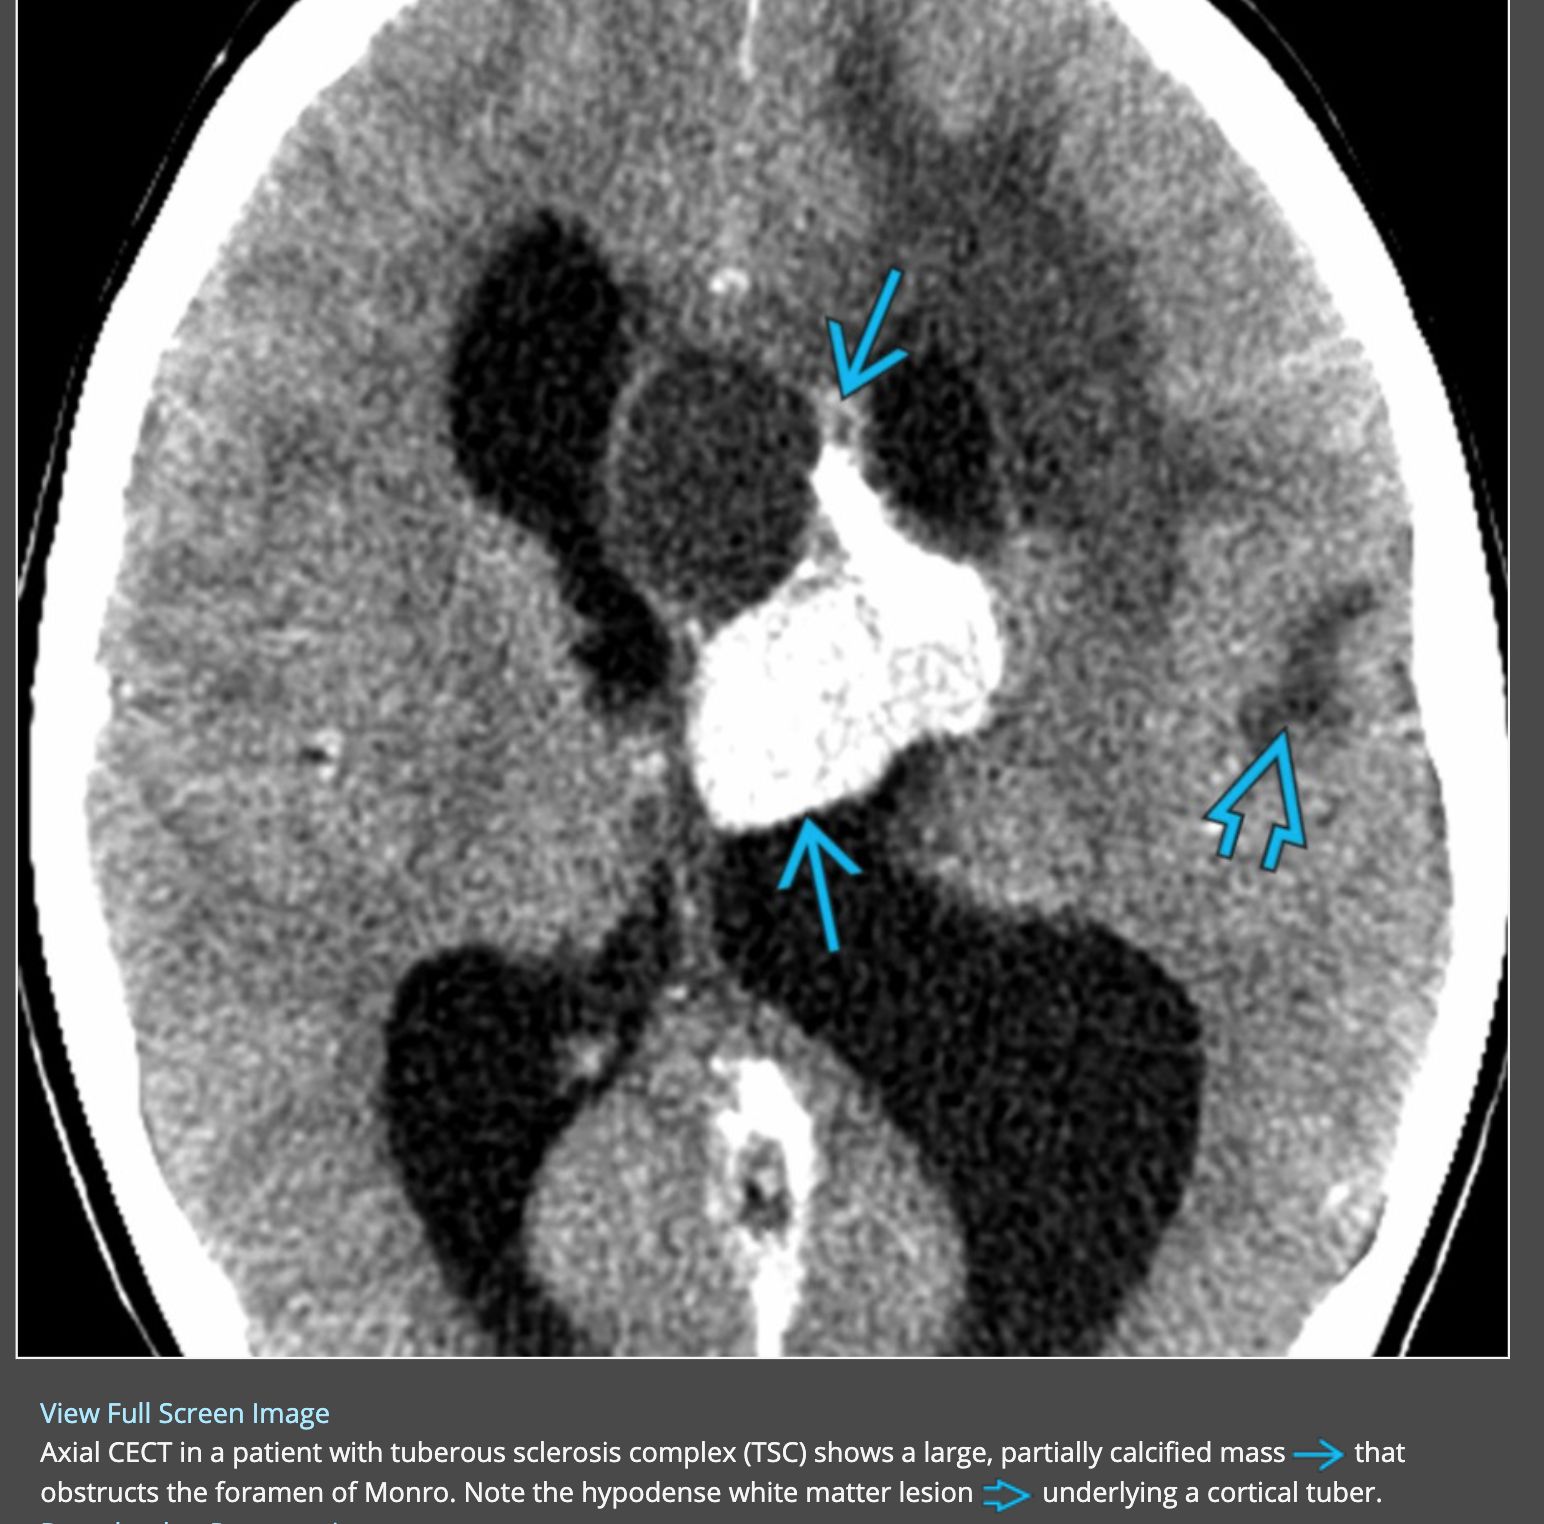 View Full Screen Image
Axial CECT in a patient with tuberous sclerosis complex (TSC) shows a large, partially calcified mass that
obstructs the foramen of Monro. Note the hypodense white matter lesion underlying a cortical tuber.